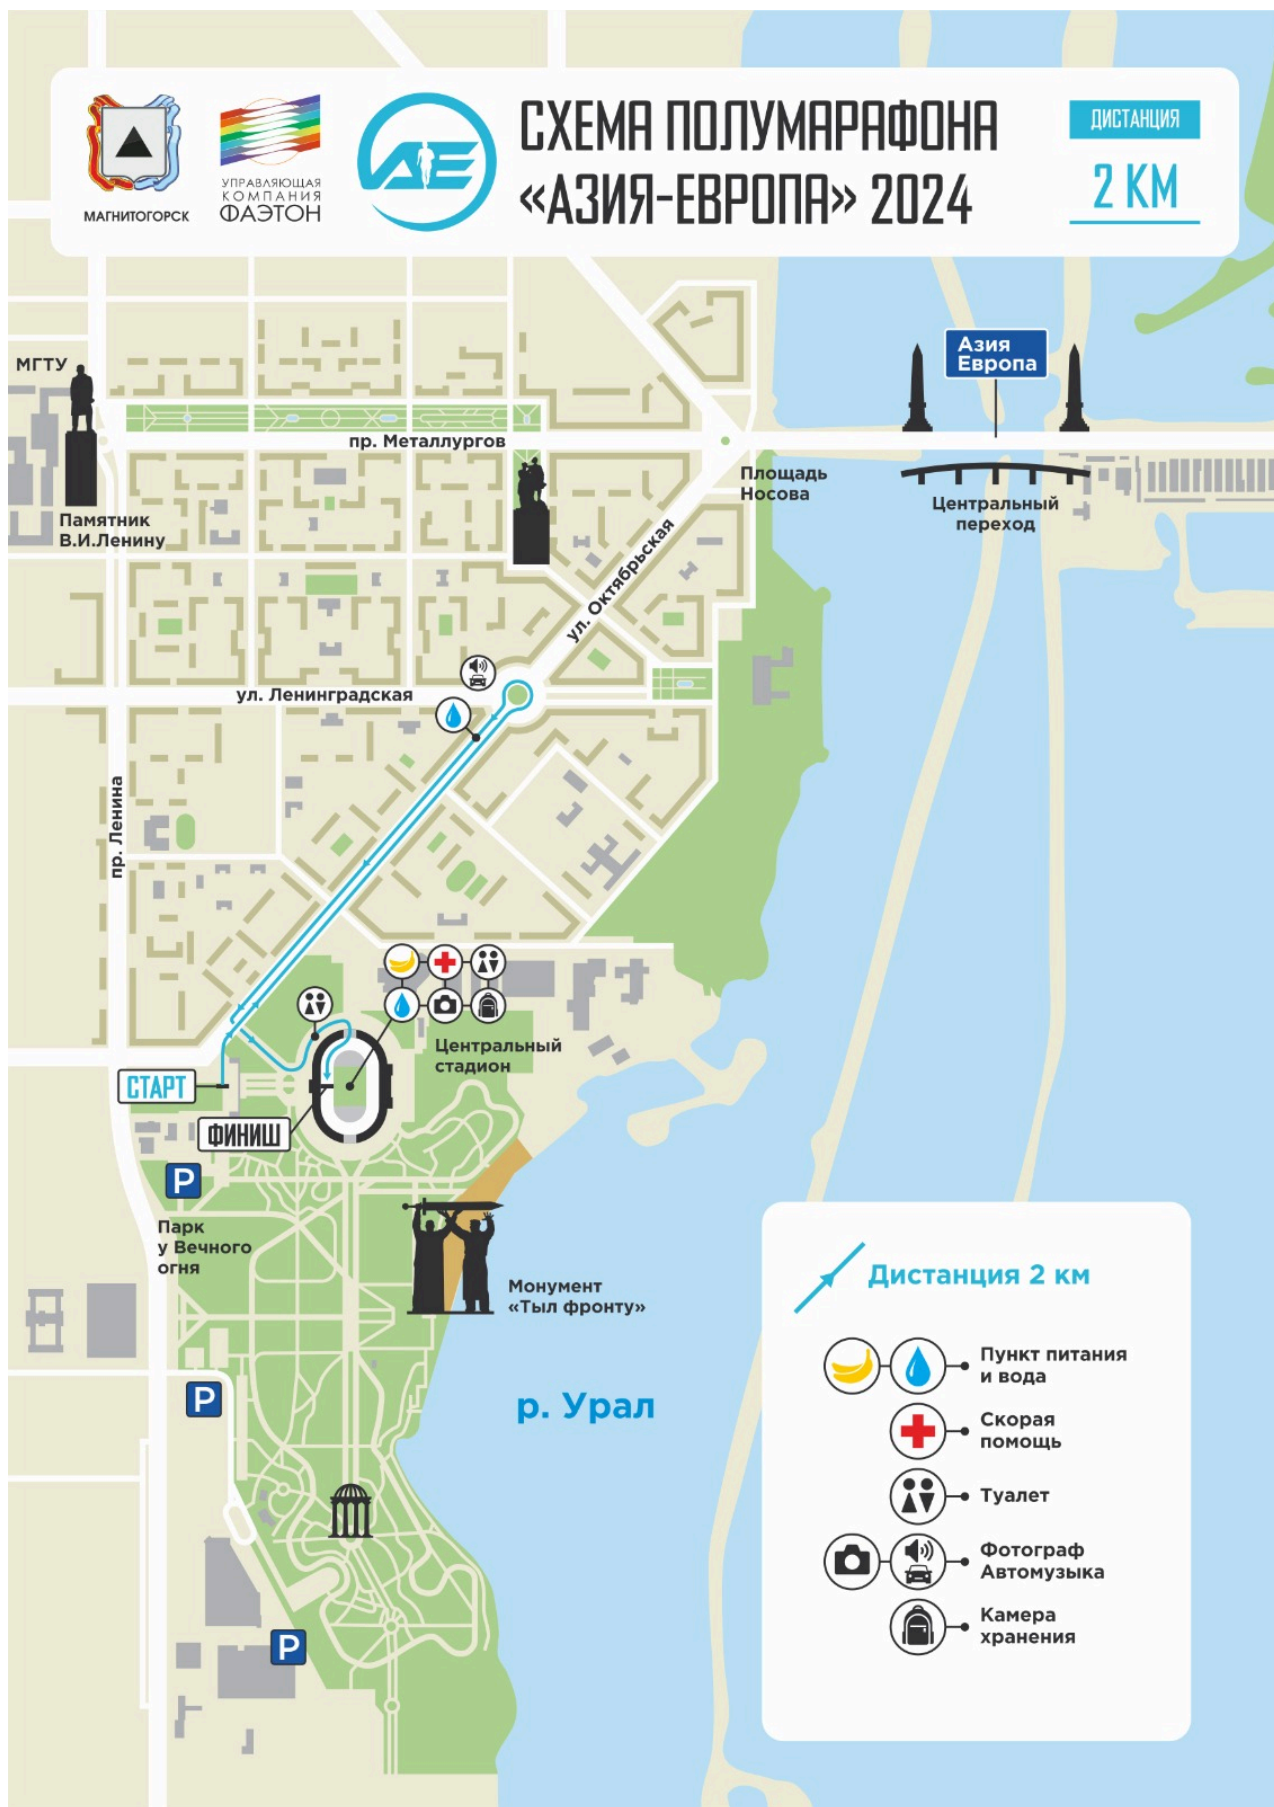 МАГНИТОГОРСК
УПРАВЛЯЮЩАЯ
КОМПАНИЯ
ФАЭТОН
АЕ
СХЕМА ПОЛУМАРАФОНА
«АЗИЯ-ЕВРОПА» 2024
ДИСТАНЦИЯ
2 КМ
МГТУ
Азия
Европа
пр. Металлургов
Площадь
Носова
Центральный
переход
Памятник
В.И.Ленину
ул. Октябрьская
ул. Ленинградская
пр. Ленина
Центральный
стадион
СТАРТ
ФИНИШ
P
Парк
у Вечного
огня
Монумент
«Тыл фронту»
P
р. Урал
P
Дистанция 2 км
Пункт питания
и вода
Скорая
помощь
Туалет
Фотограф
Автомузыка
Камера
хранения